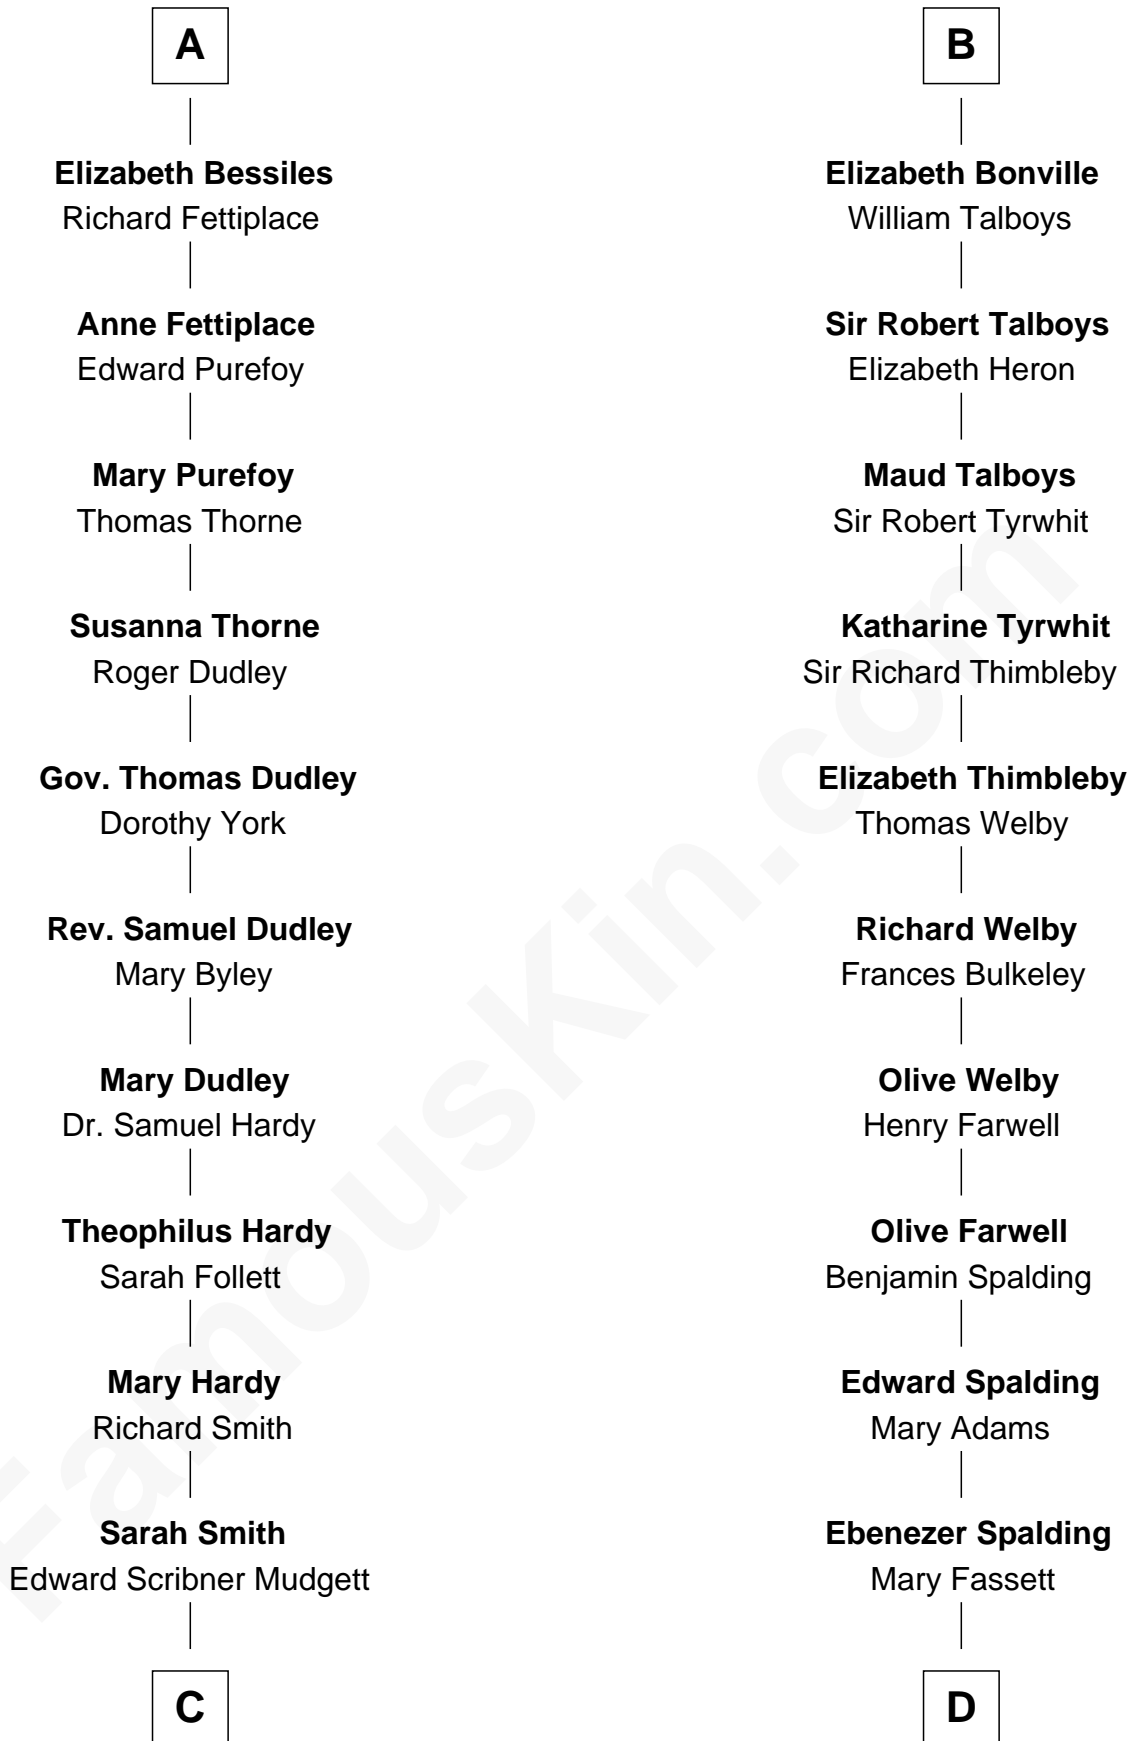 A
Elizabeth Bessiles
Richard Fettiplace
Anne Fettiplace
Edward Purefoy
Mary Purefoy
Thomas Thorne
Susanna Thorne
Roger Dudley
Gov. Thomas Dudley
Dorothy York
Rev. Samuel Dudley
Mary Byley
Mary Dudley
Dr. Samuel Hardy
Theophilus Hardy
Sarah Follett
Mary Hardy
Richard Smith
Sarah Smith
Edward Scribner Mudgett
C
B
Elizabeth Bonville
William Talboys
Sir Robert Talboys
Elizabeth Heron
Maud Talboys
Sir Robert Tyrwhit
Katharine Tyrwhit
Sir Richard Thimbleby
Elizabeth Thimbleby
Thomas Welby
Richard Welby
Frances Bulkeley
Olive Welby
Henry Farwell
Olive Farwell
Benjamin Spalding
Edward Spalding
Mary Adams
Ebenezer Spalding
Mary Fassett
D
FamousKin.com